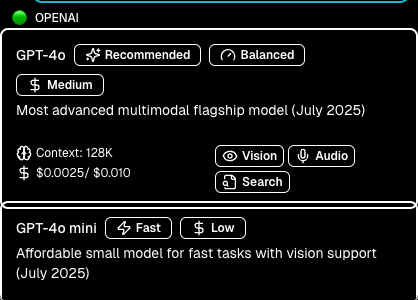 OPENAI
GPT-4o Recommended Balanced
Medium
Most advanced multimodal flagship model (July 2025)
Context: 128K Vision Audio
$0.0025/ $0.010 Search
GPT-4o mini Fast Low
Affordable small model for fast tasks with vision support
(July 2025)